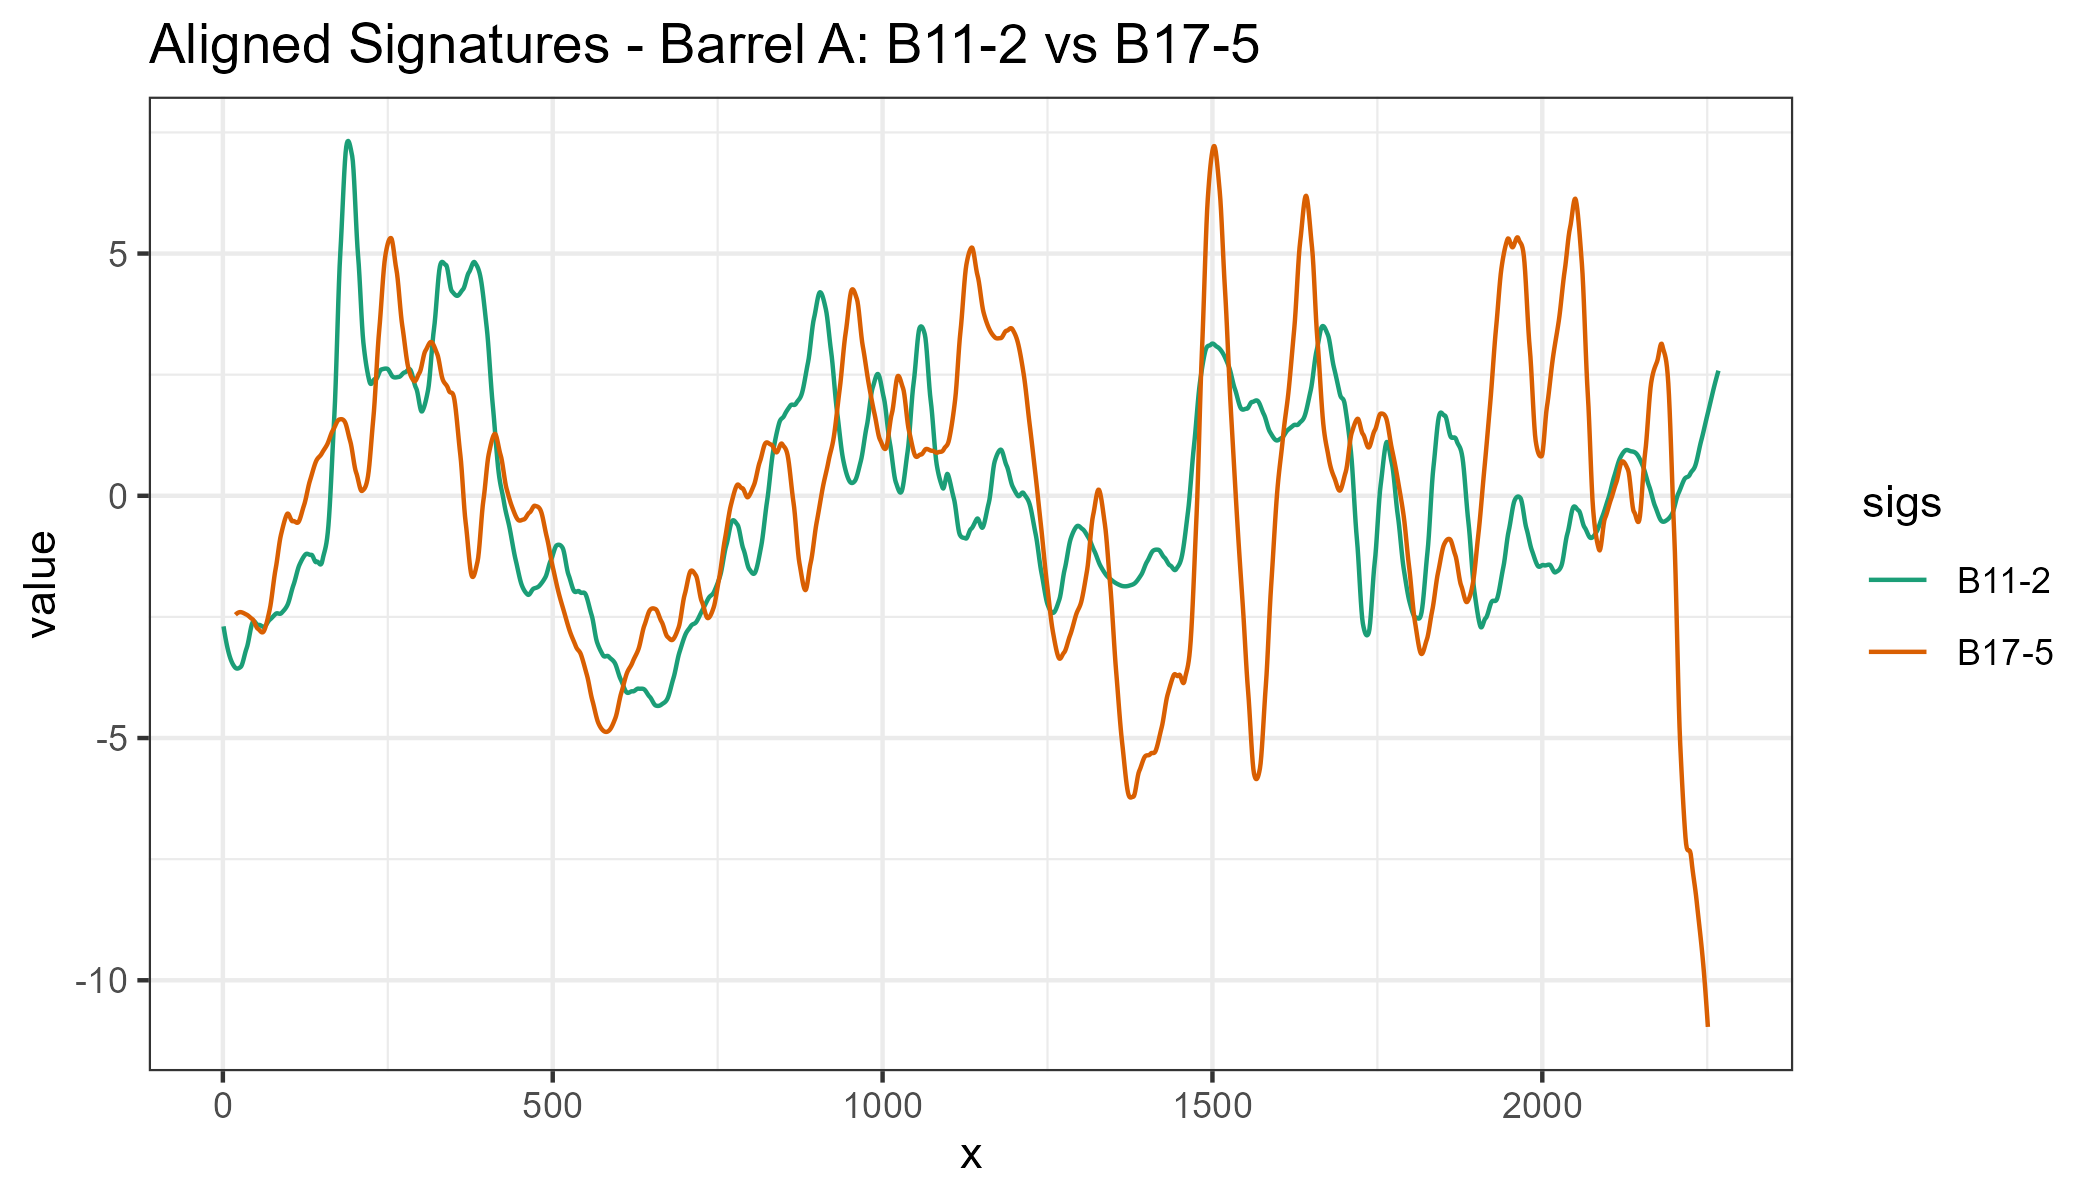 Aligned Signatures - Barrel A: B11-2 vs B17-5
value
5
0
-5
-10
0 500 1000 1500 2000
x
sigs
B11-2
B17-5